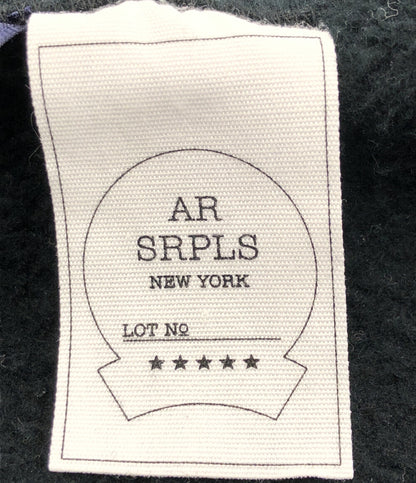 AR
SRPLS
NEW YORK
LOT Nº
★★★★★